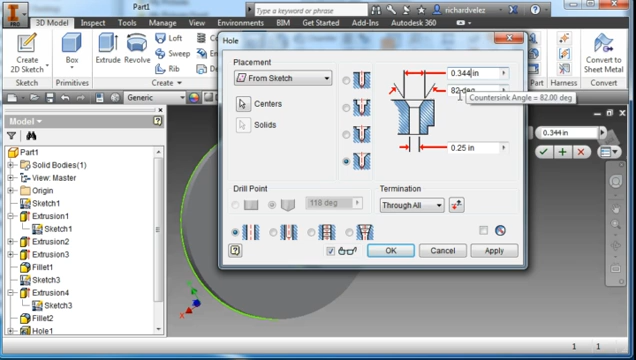 Part1
Type a keyword or phrase
richardvelez
PRO
3D Model Inspect Tools Manage View Environments BIM Get Started Add-Ins Autodesk 360
Create
2D Sketch
Box
Extrude
Revolve
Loft
Sweep
Convert to
Sheet Metal
Sketch
Primitives
Create
Convert
Generic
Model
Part1
Solid Bodies(1)
View: Master
Origin
Sketch1
Extrusion1
Sketch1
Extrusion2
Extrusion3
Fillet1
Sketch3
Extrusion4
Sketch3
Fillet2
Hole1
Hole
Placement
From Sketch
Centers
Solids
0.344 in
82 deg
Countersink Angle = 82.00 deg
0.25 in
Drill Point
118 deg
Termination
Through All
OK
Cancel
Apply
0.344 in
X
1 1